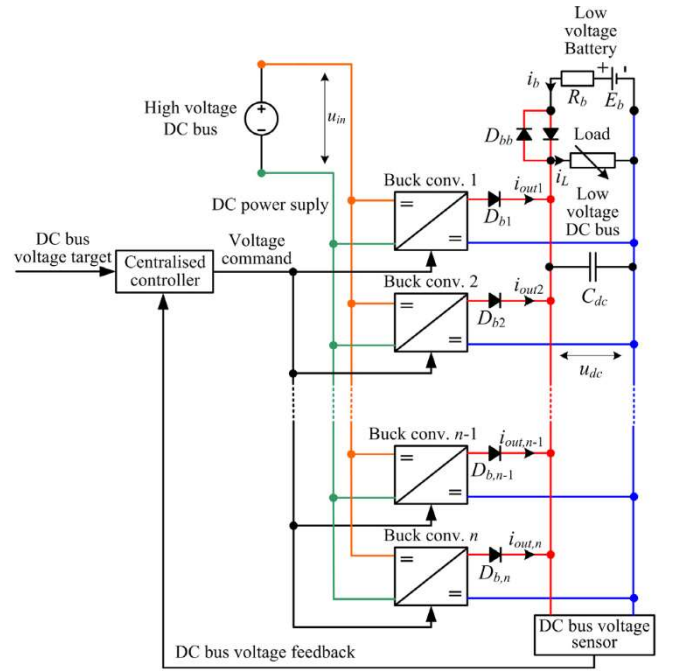 Low
voltage
Battery
+ -
i_b
R_b
E_b
High voltage
DC bus
+
−
u_in
D_bb
Load
i_L
DC power suply
Buck conv. 1
=
=
i_out1
D_b1
Low
voltage
DC bus
DC bus
voltage target
Centralised
controller
Voltage
command
Buck conv. 2
=
=
i_out2
D_b2
C_dc
u_dc
Buck conv. n-1
=
=
i_out,n-1
D_b,n-1
Buck conv. n
=
=
i_out,n
D_b,n
DC bus voltage
sensor
DC bus voltage feedback